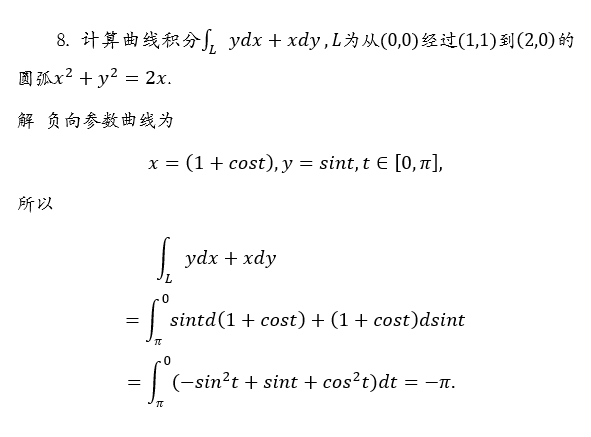 8. 计算曲线积分∫_L ydx + xdy , L为从(0,0)经过(1,1)到(2,0)的
圆弧x² + y² = 2x.
解 负向参数曲线为
x = (1 + cost), y = sint, t ∈ [0, π],
所以
∫_L ydx + xdy
= ∫_π^0 sintd(1 + cost) + (1 + cost)dsint
= ∫_π^0 (−sin²t + sint + cos²t)dt = −π.